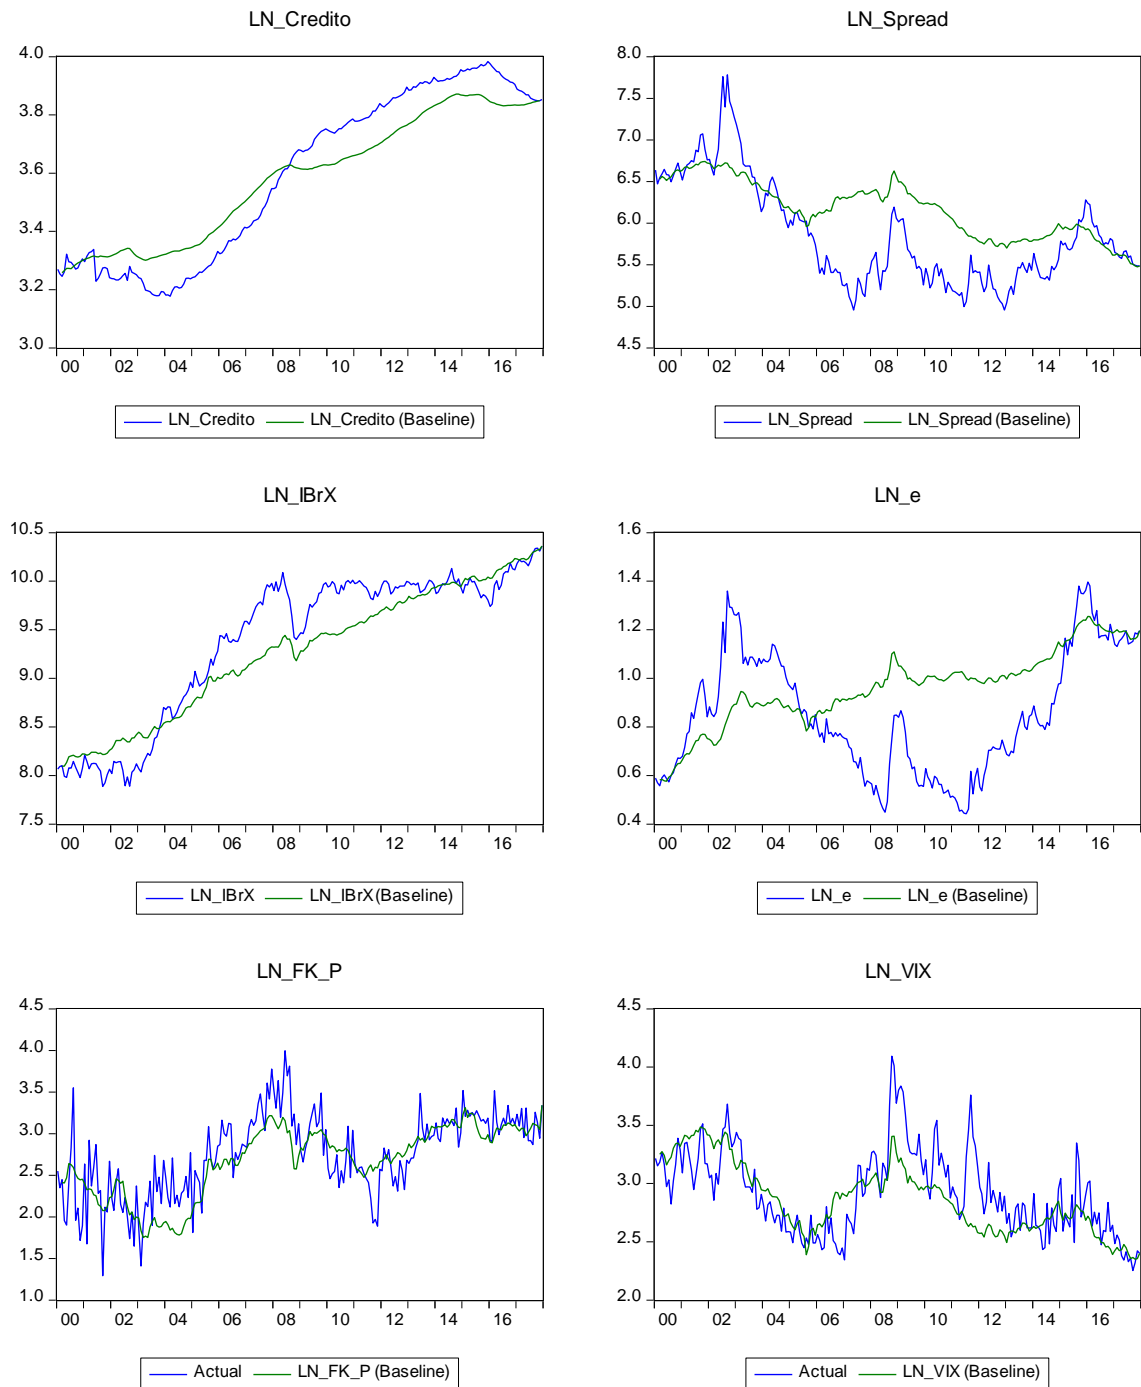 LN_Credito
LN_Spread
4.0
3.8
3.6
3.4
3.2
3.0
00 02 04 06 08 10 12 14 16
LN_Credito LN_Credito (Baseline)
8.0
7.5
7.0
6.5
6.0
5.5
5.0
4.5
00 02 04 06 08 10 12 14 16
LN_Spread LN_Spread (Baseline)
LN_IBrX
LN_e
10.5
10.0
9.5
9.0
8.5
8.0
7.5
00 02 04 06 08 10 12 14 16
LN_IBrX LN_IBrX (Baseline)
1.6
1.4
1.2
1.0
0.8
0.6
0.4
00 02 04 06 08 10 12 14 16
LN_e LN_e (Baseline)
LN_FK_P
LN_VIX
4.5
4.0
3.5
3.0
2.5
2.0
1.5
1.0
00 02 04 06 08 10 12 14 16
Actual LN_FK_P (Baseline)
4.5
4.0
3.5
3.0
2.5
2.0
00 02 04 06 08 10 12 14 16
Actual LN_VIX (Baseline)